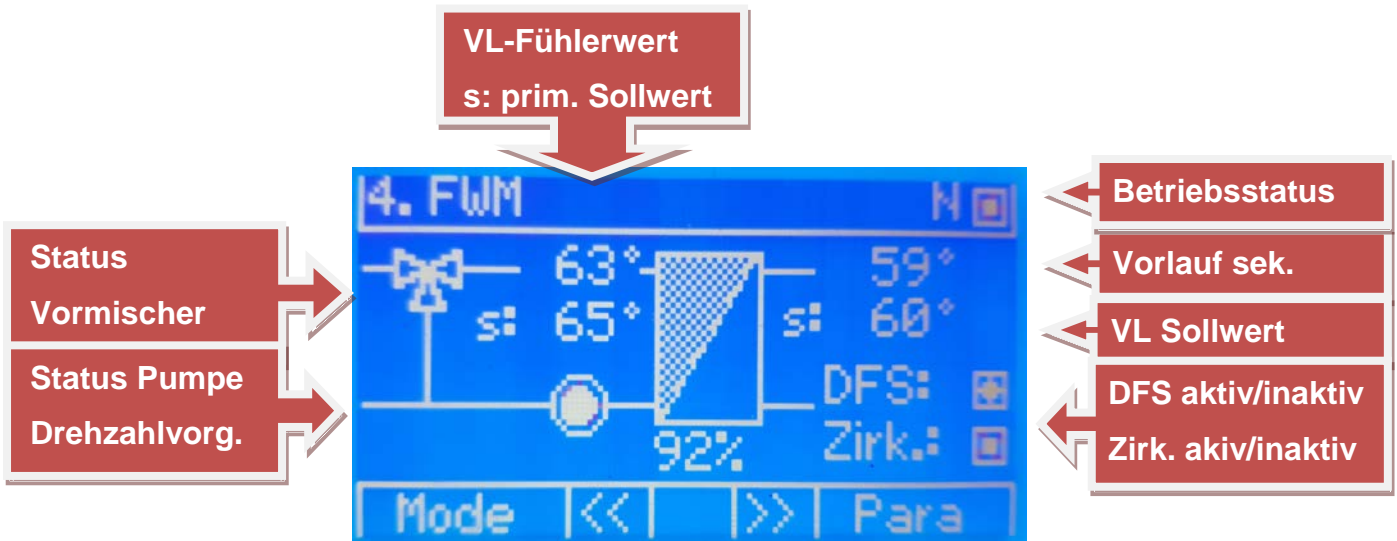 VL-Fühlerwert
s: prim. Sollwert
Status
Vormischer
Status Pumpe
Drehzahlvorg.
4. FWM N
63° 59°
s: 65° s: 60°
DFS:
92% Zirk.:
Mode << >> Para
Betriebsstatus
Vorlauf sek.
VL Sollwert
DFS aktiv/inaktiv
Zirk. akiv/inaktiv